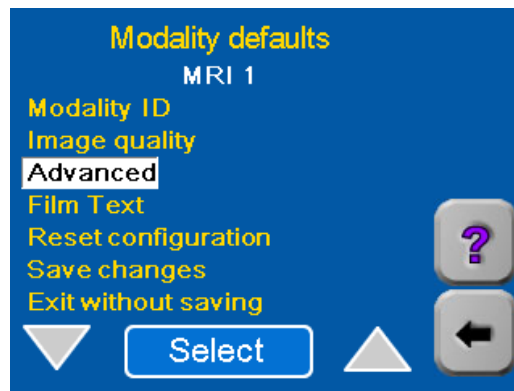 Modality defaults
MRI 1
Modality ID
Image quality
Advanced
Film Text
Reset configuration
Save changes
Exit without saving
?
Select